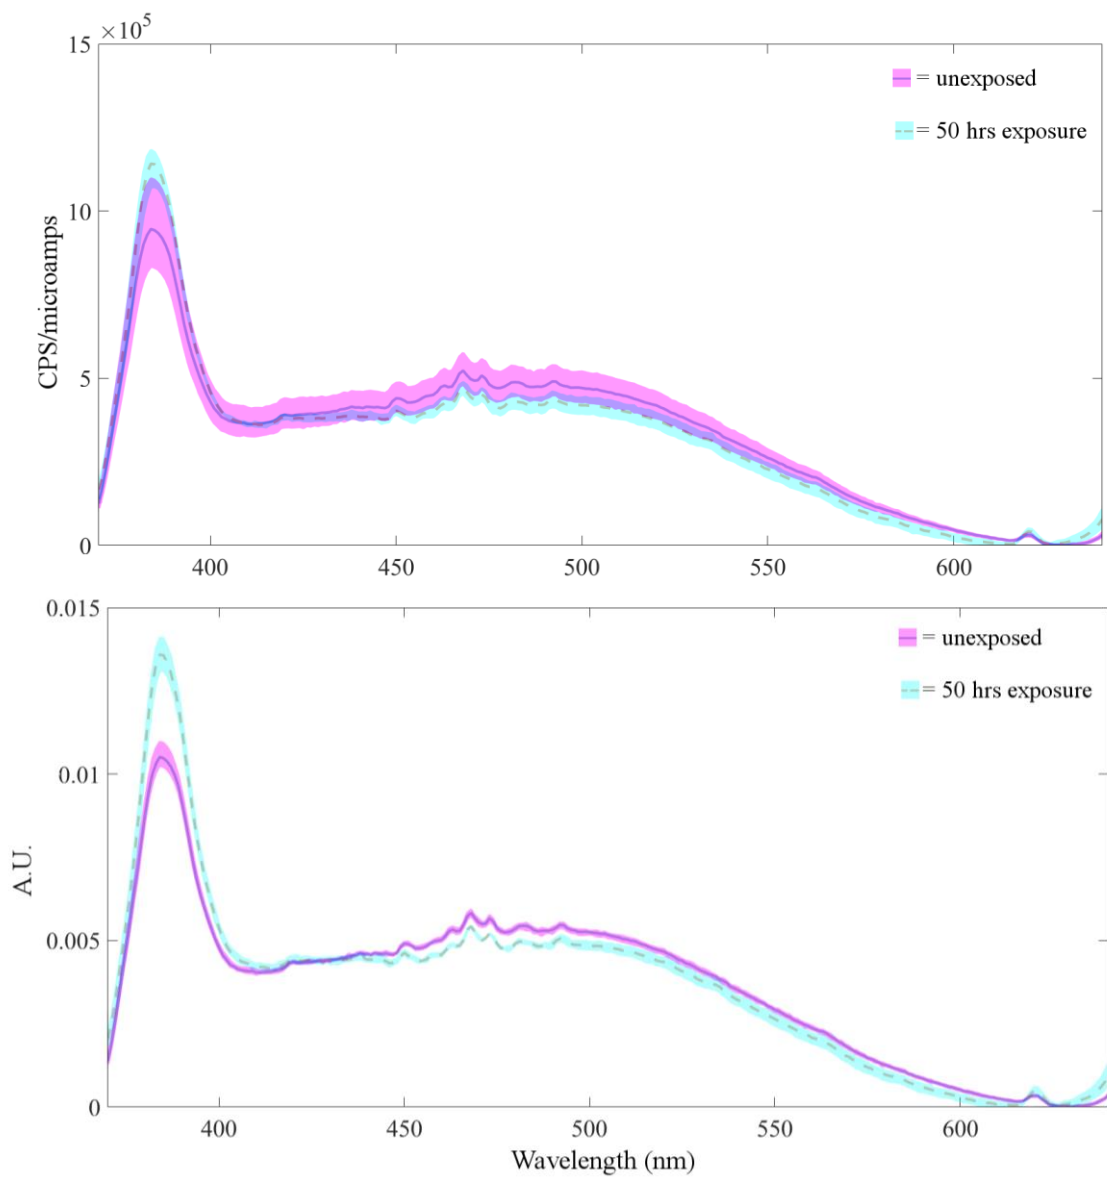 ×10⁵
15
10
5
0
CPS/microamps
= unexposed
= 50 hrs exposure
400 450 500 550 600
0.015
0.01
0.005
0
A.U.
= unexposed
= 50 hrs exposure
400 450 500 550 600
Wavelength (nm)